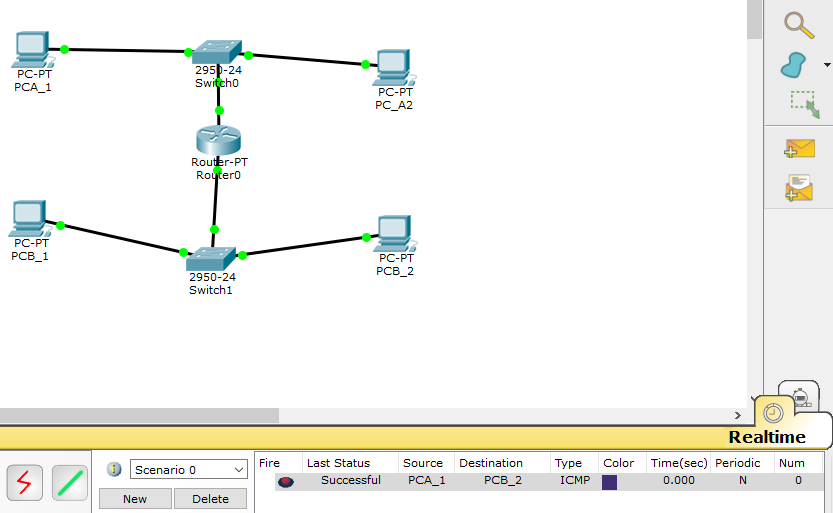 PC-PT
PCA_1
2950-24
Switch0
PC-PT
PC_A2
Router-PT
Router0
PC-PT
PCB_1
2950-24
Switch1
PC-PT
PCB_2
Realtime
Scenario 0
New Delete
Fire Last Status Source Destination Type Color Time(sec) Periodic Num
Successful PCA_1 PCB_2 ICMP 0.000 N 0